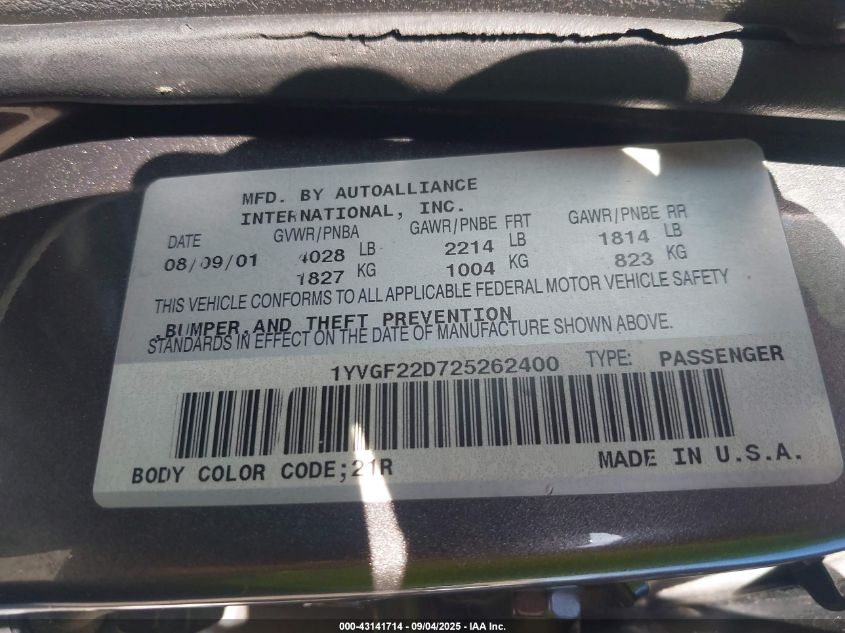 MFD. BY AUTOALLIANCE
INTERNATIONAL, INC.
DATE GVWR/PNBA GAWR/PNBE FRT GAWR/PNBE RR
08/09/01 4028 LB 2214 LB 1814 LB
1827 KG 1004 KG 823 KG
THIS VEHICLE CONFORMS TO ALL APPLICABLE FEDERAL MOTOR VEHICLE SAFETY
,BUMPER,AND THEFT PREVENTION
STANDARDS IN EFFECT ON THE DATE OF MANUFACTURE SHOWN ABOVE.
1YVGF22D725262400 TYPE: PASSENGER
BODY COLOR CODE;21R MADE IN U.S.A.
000-43141714 - 09/04/2025 - IAA Inc.